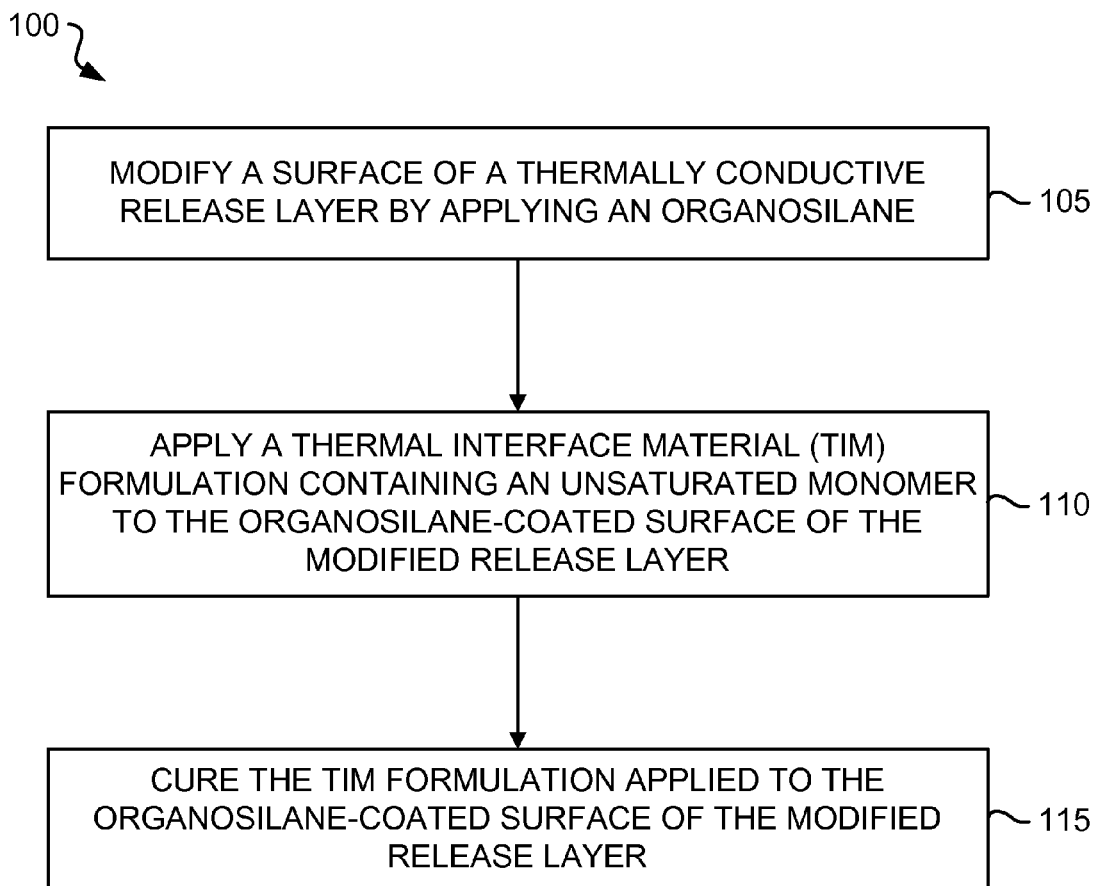 100
MODIFY A SURFACE OF A THERMALLY CONDUCTIVE
RELEASE LAYER BY APPLYING AN ORGANOSILANE
105
APPLY A THERMAL INTERFACE MATERIAL (TIM)
FORMULATION CONTAINING AN UNSATURATED MONOMER
TO THE ORGANOSILANE-COATED SURFACE OF THE
MODIFIED RELEASE LAYER
110
CURE THE TIM FORMULATION APPLIED TO THE
ORGANOSILANE-COATED SURFACE OF THE MODIFIED
RELEASE LAYER
115